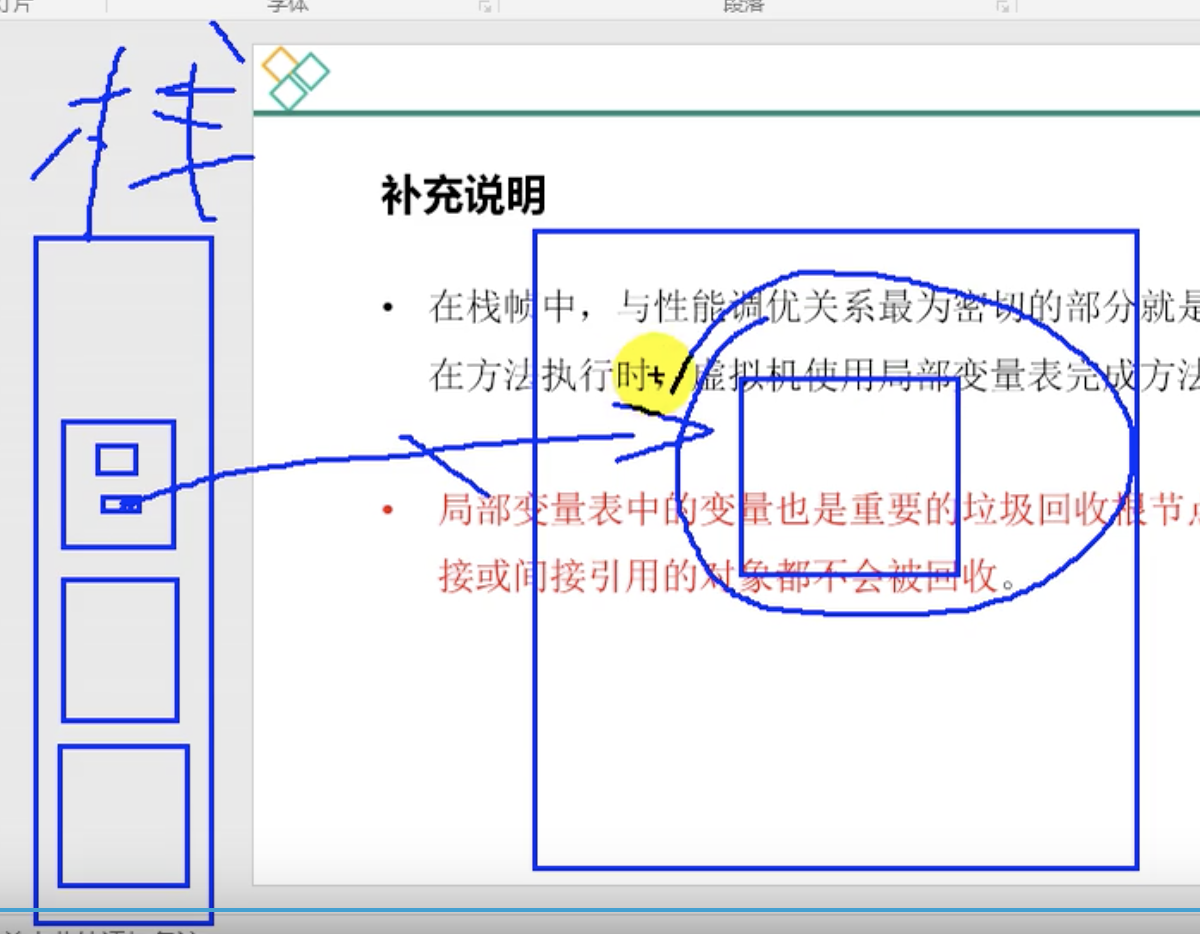 字体
段落
栈
补充说明
• 在栈帧中，与性能调优关系最为密切的部分就是
在方法执行时，虚拟机使用局部变量表完成方法
• 局部变量表中的变量也是重要的垃圾回收根节点
接或间接引用的对象都不会被回收。